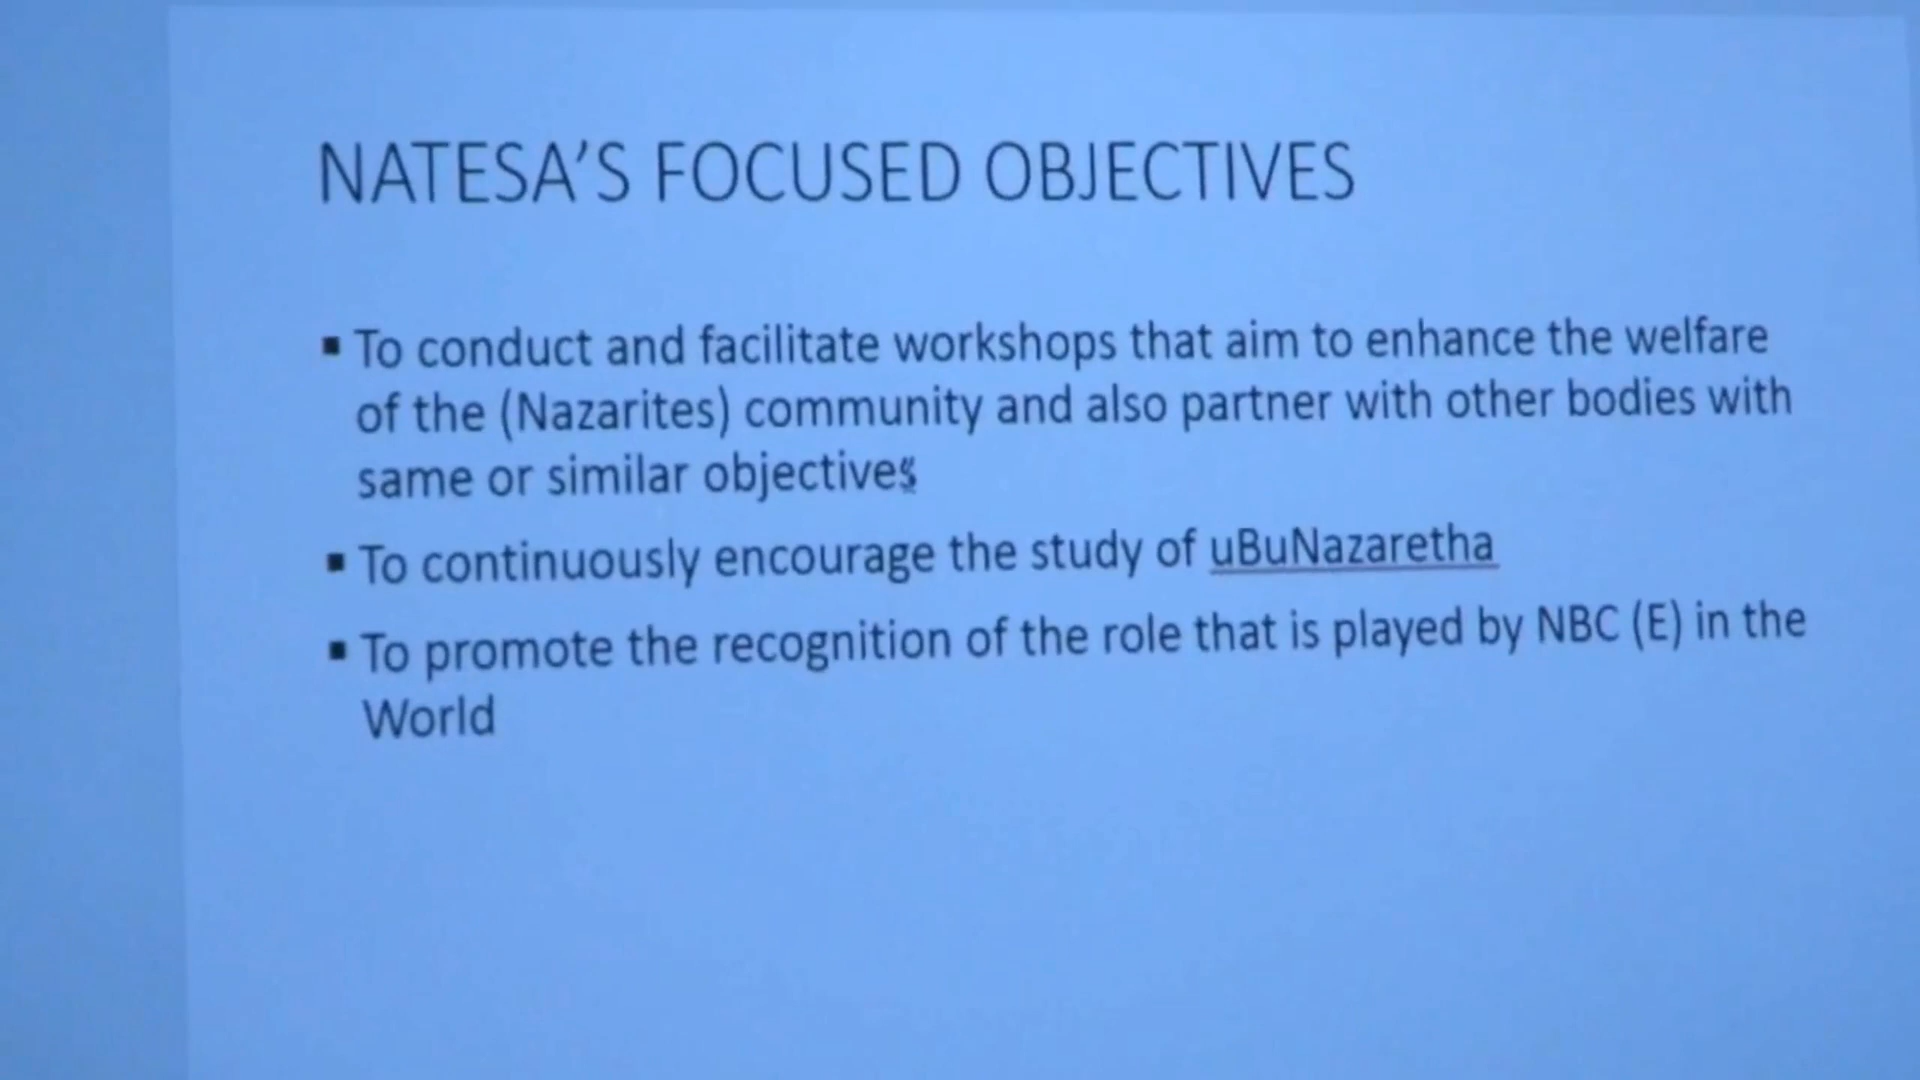 NATESA'S FOCUSED OBJECTIVES
▪ To conduct and facilitate workshops that aim to enhance the welfare
of the (Nazarites) community and also partner with other bodies with
same or similar objectives
▪ To continuously encourage the study of uBuNazaretha
▪ To promote the recognition of the role that is played by NBC (E) in the
World